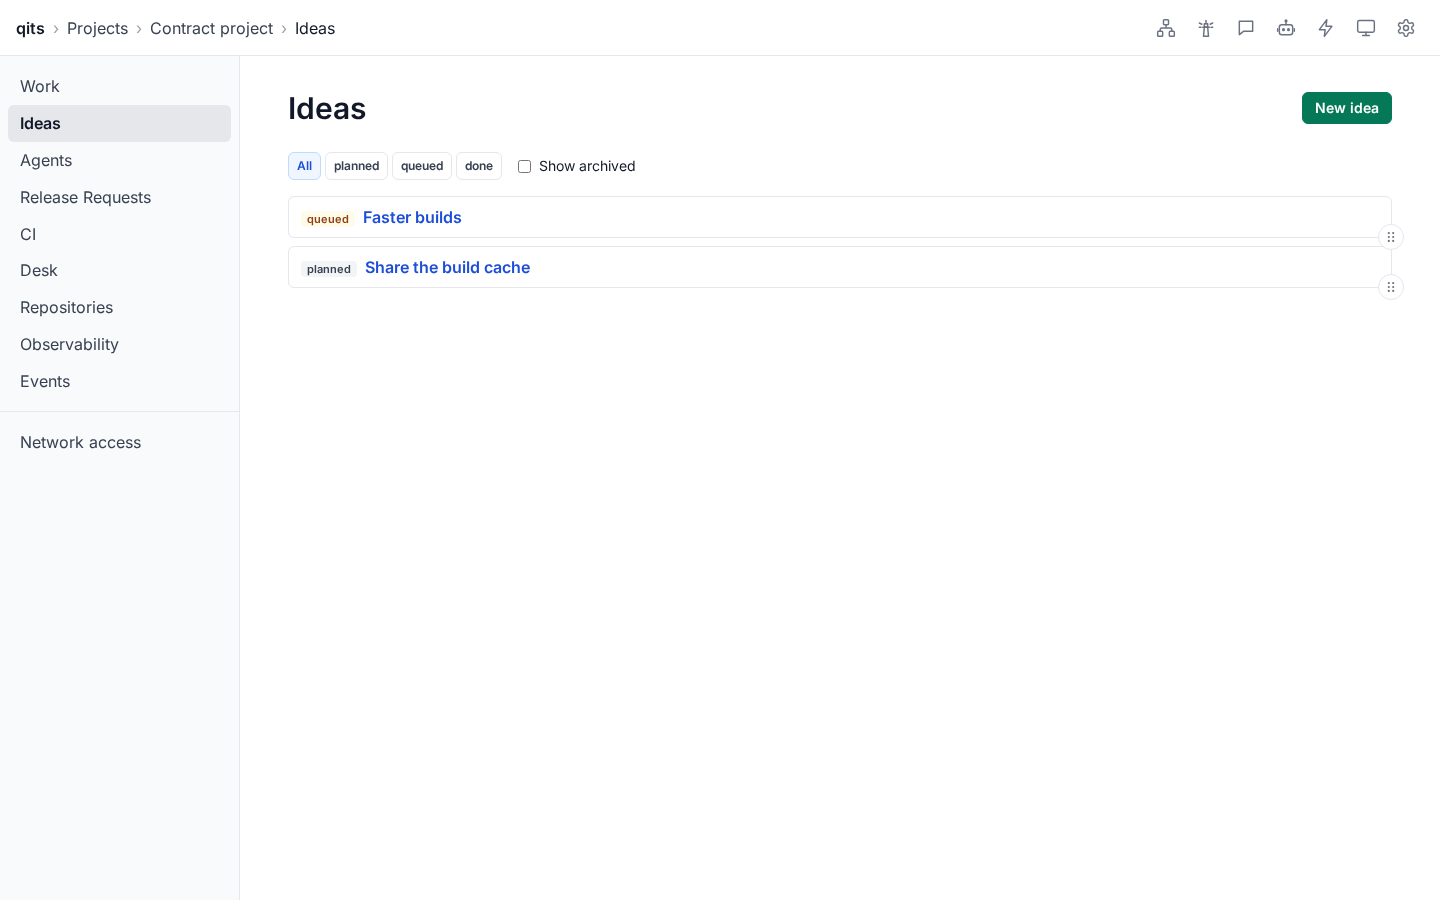 qits › Projects › Contract project › Ideas
Work
Ideas
Agents
Release Requests
CI
Desk
Repositories
Observability
Events
Network access
Ideas
New idea
All planned queued done Show archived
queued Faster builds
planned Share the build cache